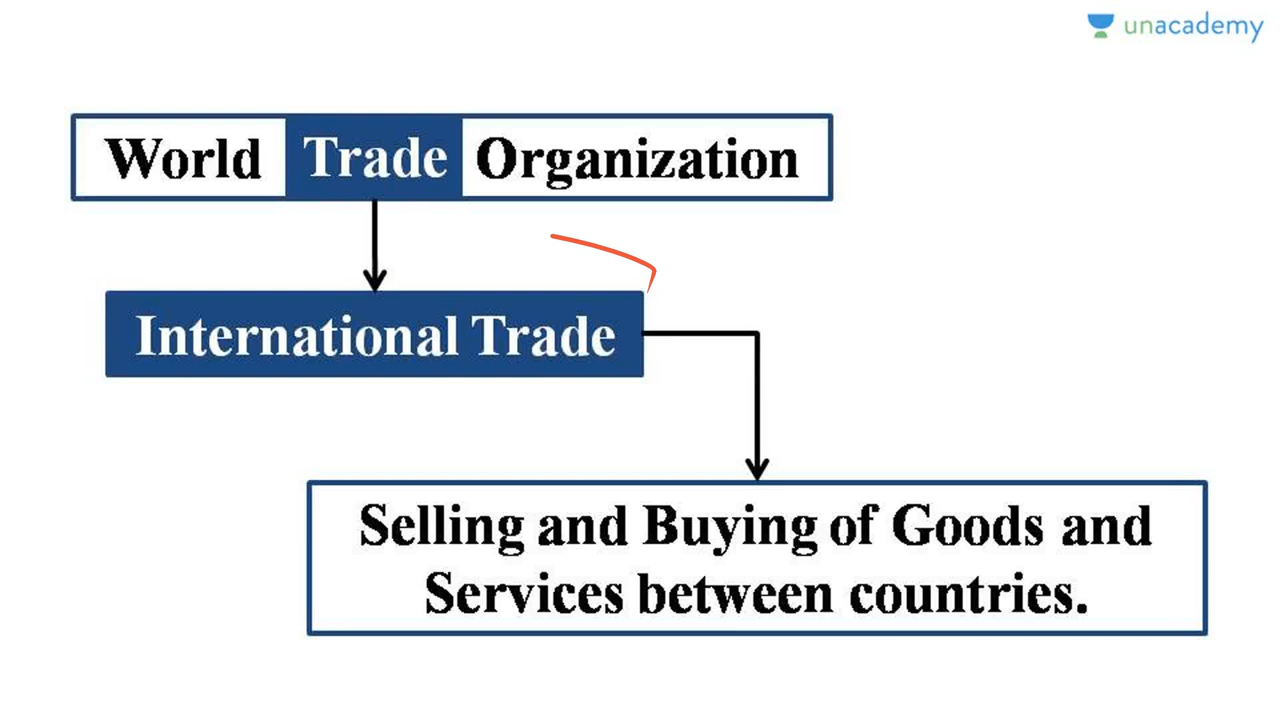 unacademy
World Trade Organization
International Trade
Selling and Buying of Goods and
Services between countries.